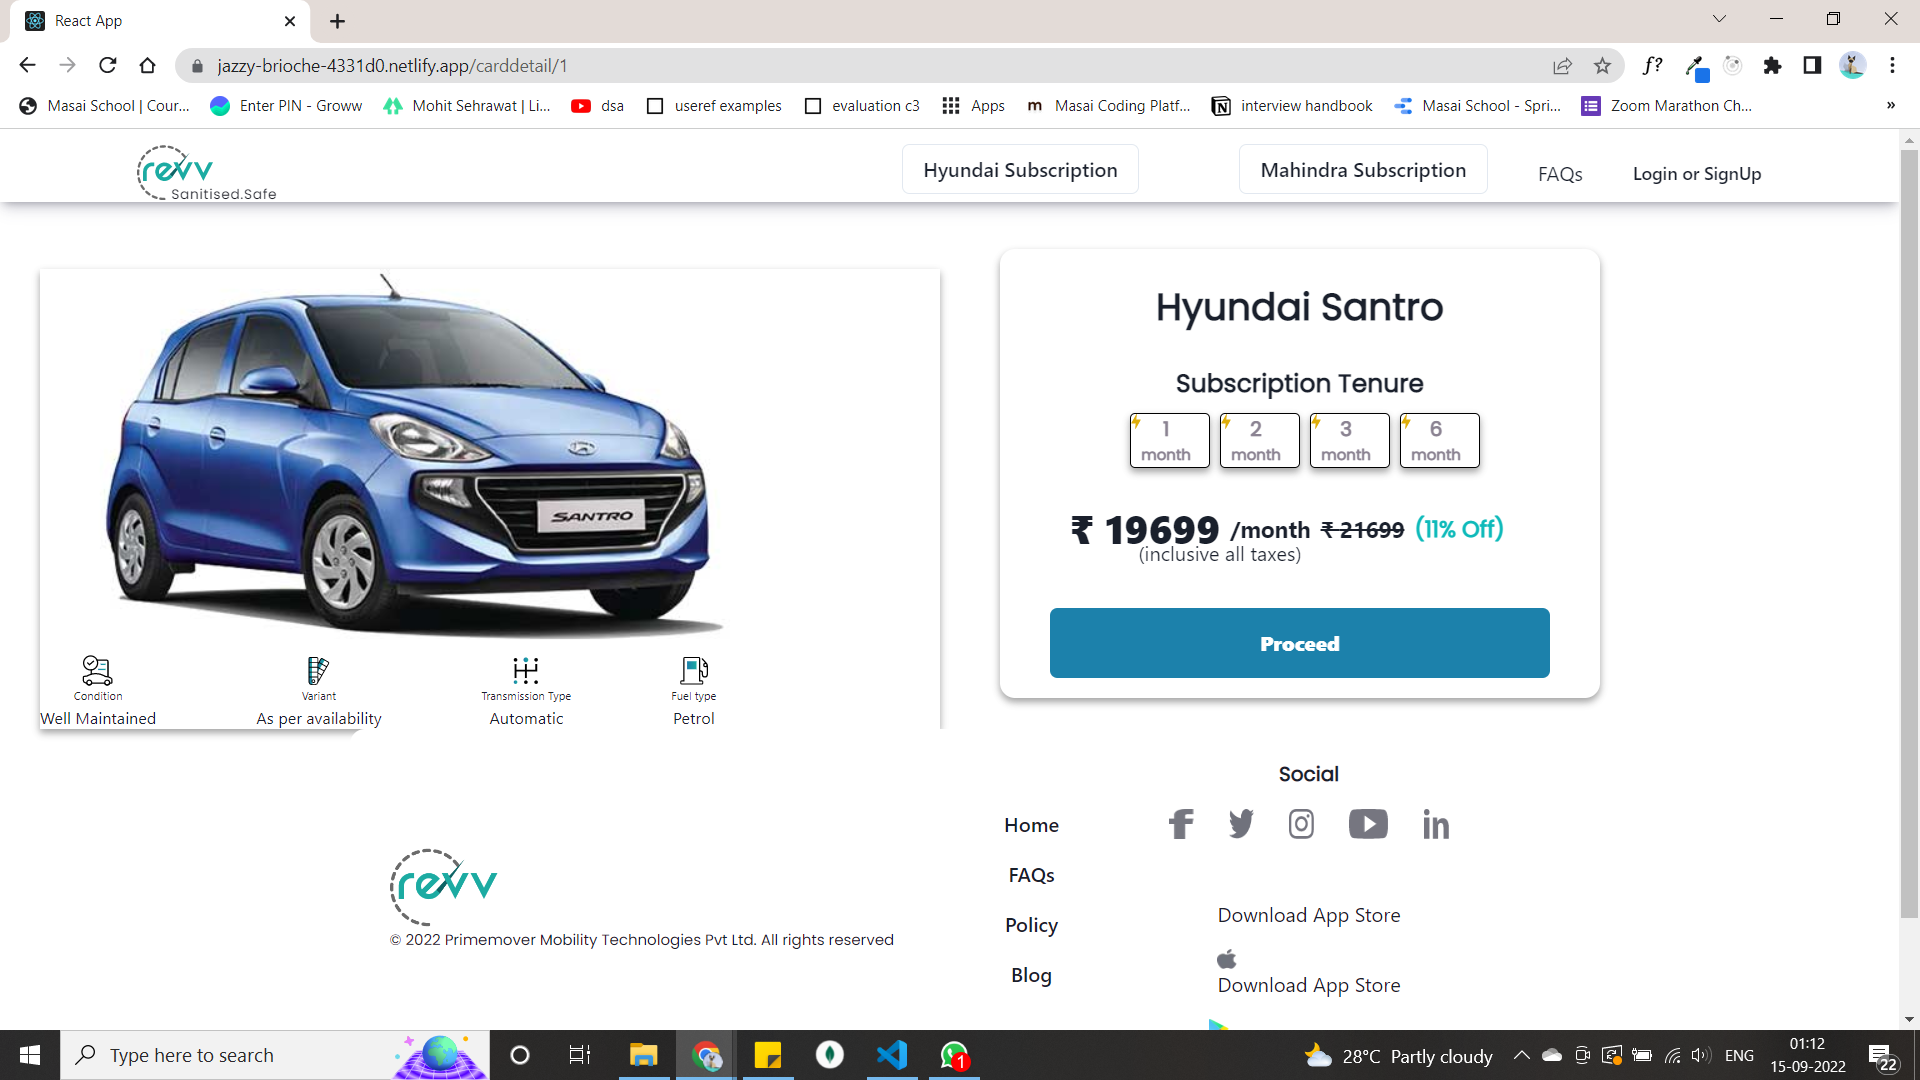 React App
jazzy-brioche-4331d0.netlify.app/carddetail/1
f?
Masai School | Cour...
Enter PIN - Groww
Mohit Sehrawat | Li...
dsa
useref examples
evaluation c3
Apps
m Masai Coding Platf...
interview handbook
Masai School - Spri...
Zoom Marathon Ch...
»
revv
Sanitised.Safe
Hyundai Subscription
Mahindra Subscription
FAQs
Login or SignUp
SANTRO
Condition
Well Maintained
Variant
As per availability
Transmission Type
Automatic
Fuel type
Petrol
Hyundai Santro
Subscription Tenure
1
month
2
month
3
month
6
month
₹ 19699 /month ₹ 21699 (11% Off)
(inclusive all taxes)
Proceed
revv
© 2022 Primemover Mobility Technologies Pvt Ltd. All rights reserved
Home
FAQs
Policy
Blog
Social
Download App Store
Download App Store
Type here to search
1
28°C Partly cloudy
ENG
01:12
15-09-2022
22